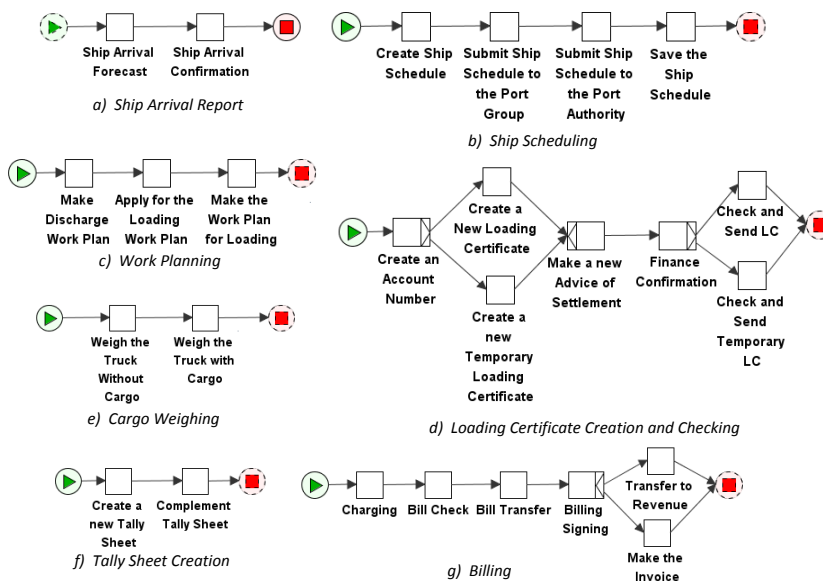 Ship Arrival
Forecast
Ship Arrival
Confirmation
a) Ship Arrival Report
Create Ship
Schedule
Submit Ship
Schedule to
the Port
Group
Submit Ship
Schedule to
the Port
Authority
Save the
Ship
Schedule
b) Ship Scheduling
Make
Discharge
Work Plan
Apply for the
Loading
Work Plan
Make the
Work Plan
for Loading
c) Work Planning
Create an
Account
Number
Create a
New Loading
Certificate
Create a
new
Temporary
Loading
Certificate
Make a new
Advice of
Settlement
Finance
Confirmation
Check and
Send LC
Check and
Send
Temporary
LC
d) Loading Certificate Creation and Checking
Weigh the
Truck
Without
Cargo
Weigh the
Truck with
Cargo
e) Cargo Weighing
Create a
new Tally
Sheet
Complement
Tally Sheet
f) Tally Sheet Creation
Charging
Bill Check
Bill Transfer
Billing
Signing
Transfer to
Revenue
Make the
Invoice
g) Billing